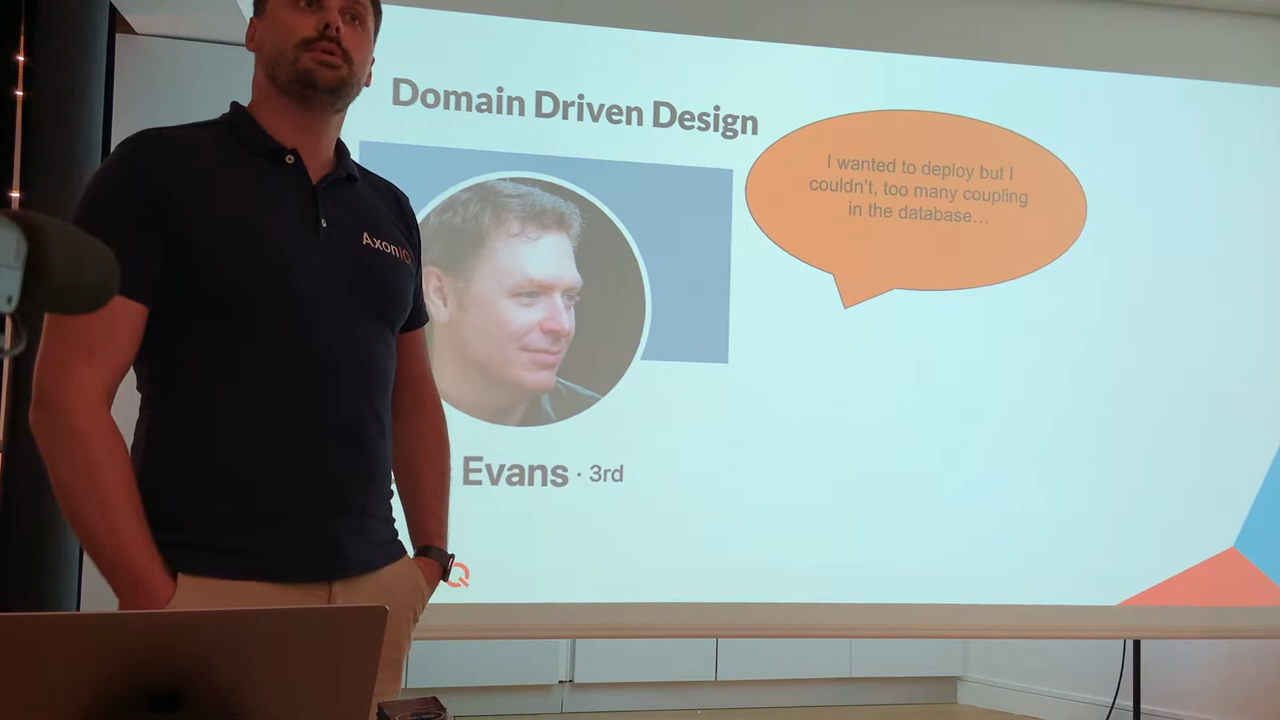 Domain Driven Design
I wanted to deploy but I
couldn't, too many coupling
in the database...
AxonIQ
Evans · 3rd
Q